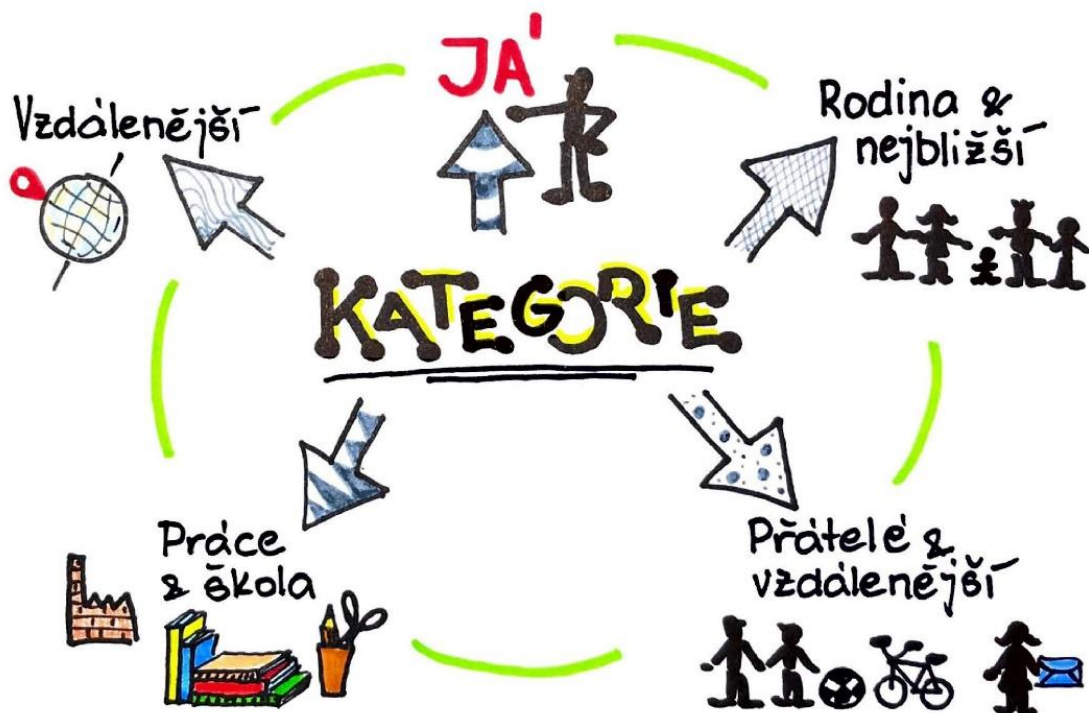 JÁ
Rodina &
nejbližší
Vzdálenější
KATEGORIE
Práce
& škola
Přátelé &
vzdálenější